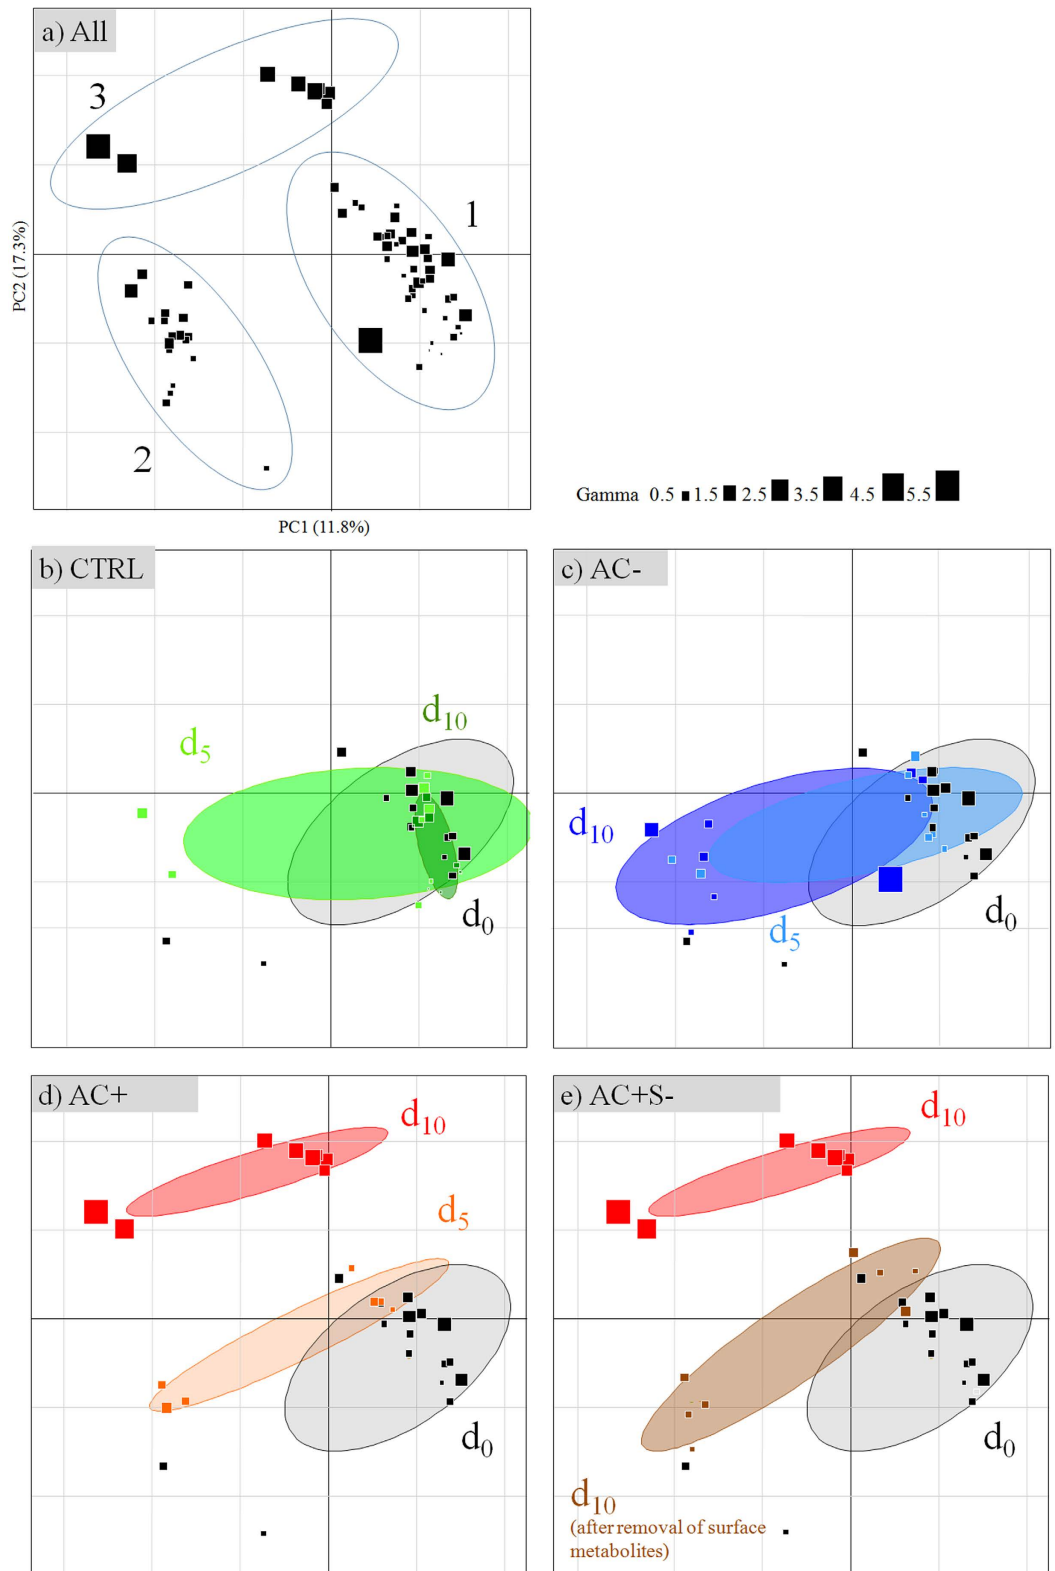 a) All
3
1
2
PC2 (17.3%)
PC1 (11.8%)
Gamma 0.5 1.5 2.5 3.5 4.5 5.5
b) CTRL
d5
d10
d0
c) AC-
d10
d5
d0
d) AC+
d10
d5
d0
e) AC+S-
d10
d0
d10
(after removal of surface
metabolites)